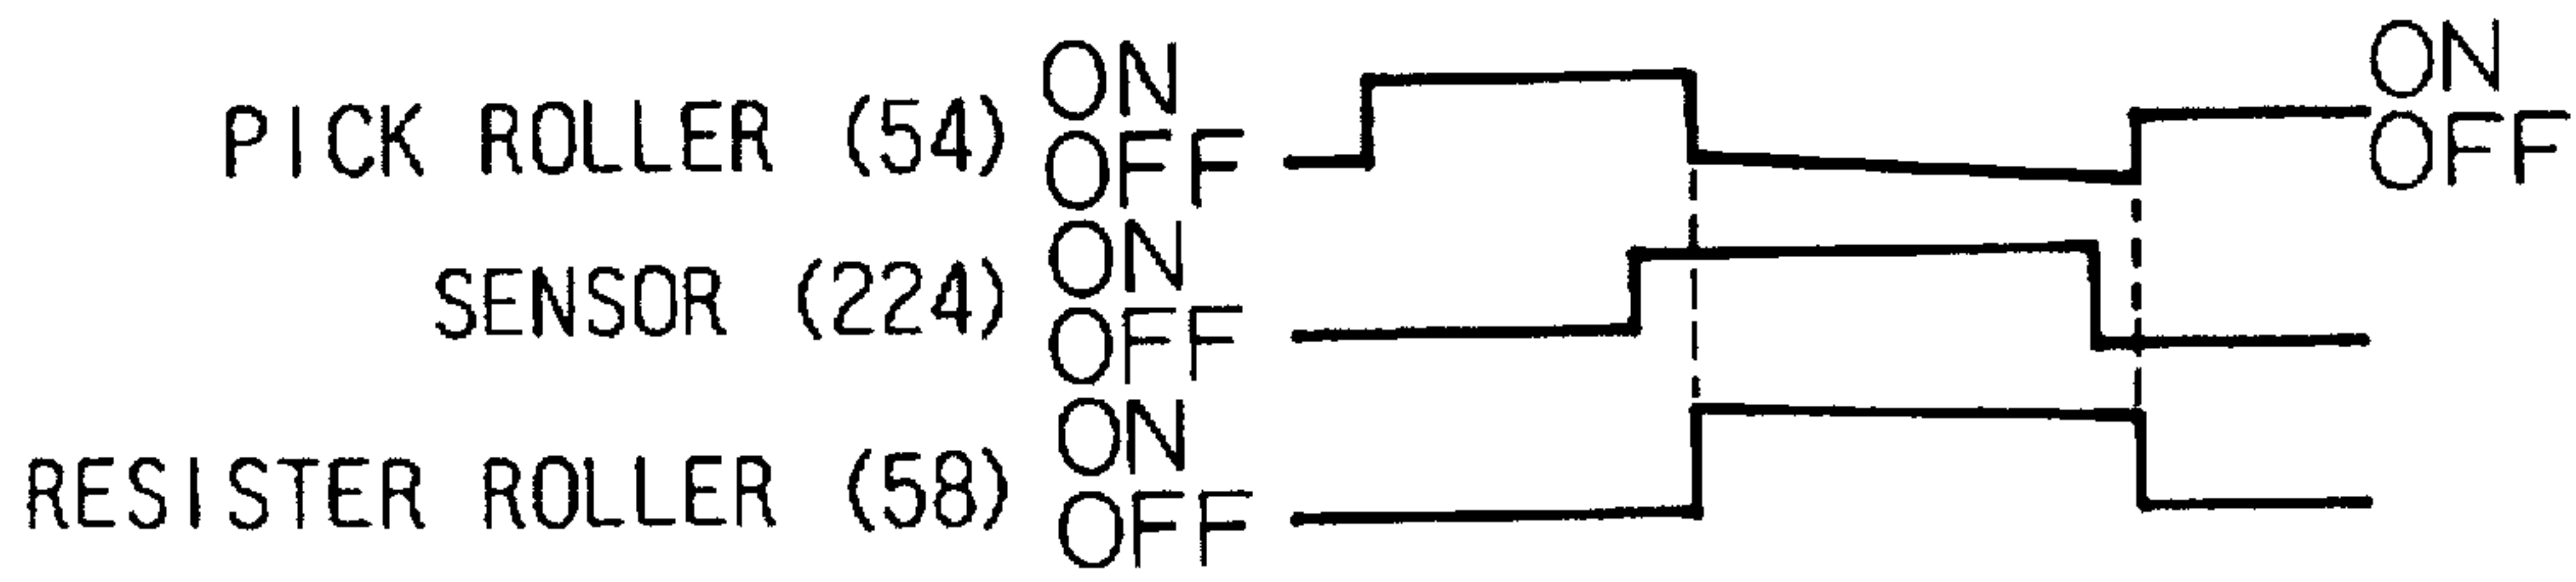 PICK ROLLER (54) ON OFF ON OFF
SENSOR (224) ON OFF
RESISTER ROLLER (58) ON OFF